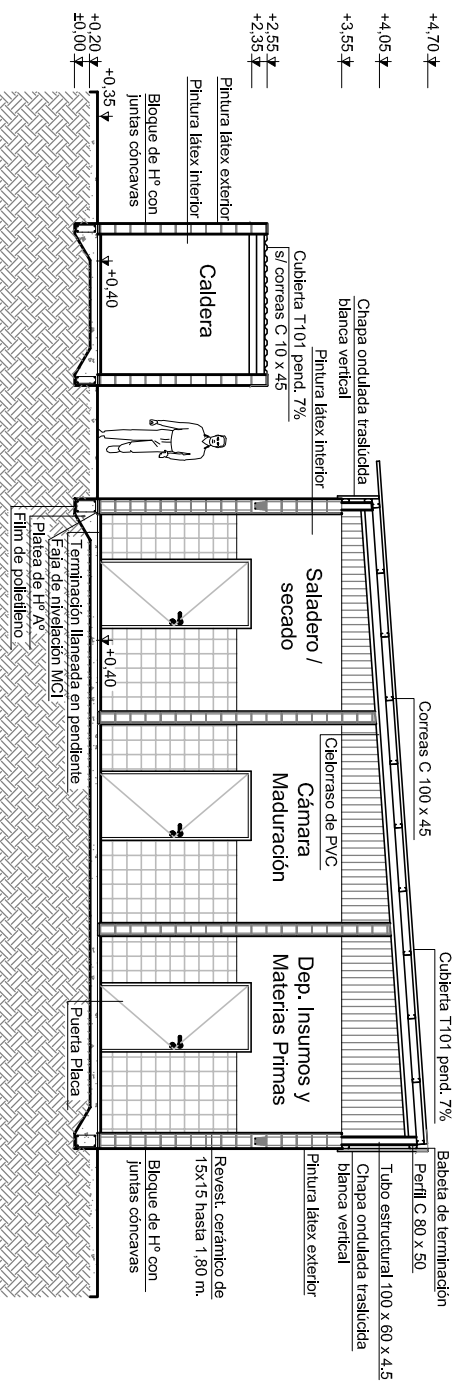 +4,70
+4,05
+3,55
+2,55
+2,35
+0,20
±0,00
+0,35
Pintura látex exterior
Pintura látex interior
Bloque de Hº con
juntas cóncavas
Caldera
+0,40
Cubierta T101 pend. 7%
s/ correas C 10 x 45
Pintura látex interior
Chapa ondulada traslúcida
blanca vertical
Saladero /
secado
+0,40
Terminación llaneada en pendiente
Faja de nivelación MCI
Platea de Hº Aº
Film de polietileno
Correas C 100 x 45
Cielorraso de PVC
Cámara
Maduración
Dep. Insumos y
Materias Primas
Puerta Placa
Cubierta T101 pend. 7%
Babeta de terminación
Perfil C 80 x 50
Tubo estructural 100 x 60 x 4.5
Chapa ondulada traslúcida
blanca vertical
Pintura látex exterior
Revest. cerámico de
15x15 hasta 1,80 m.
Bloque de Hº con
juntas cóncavas